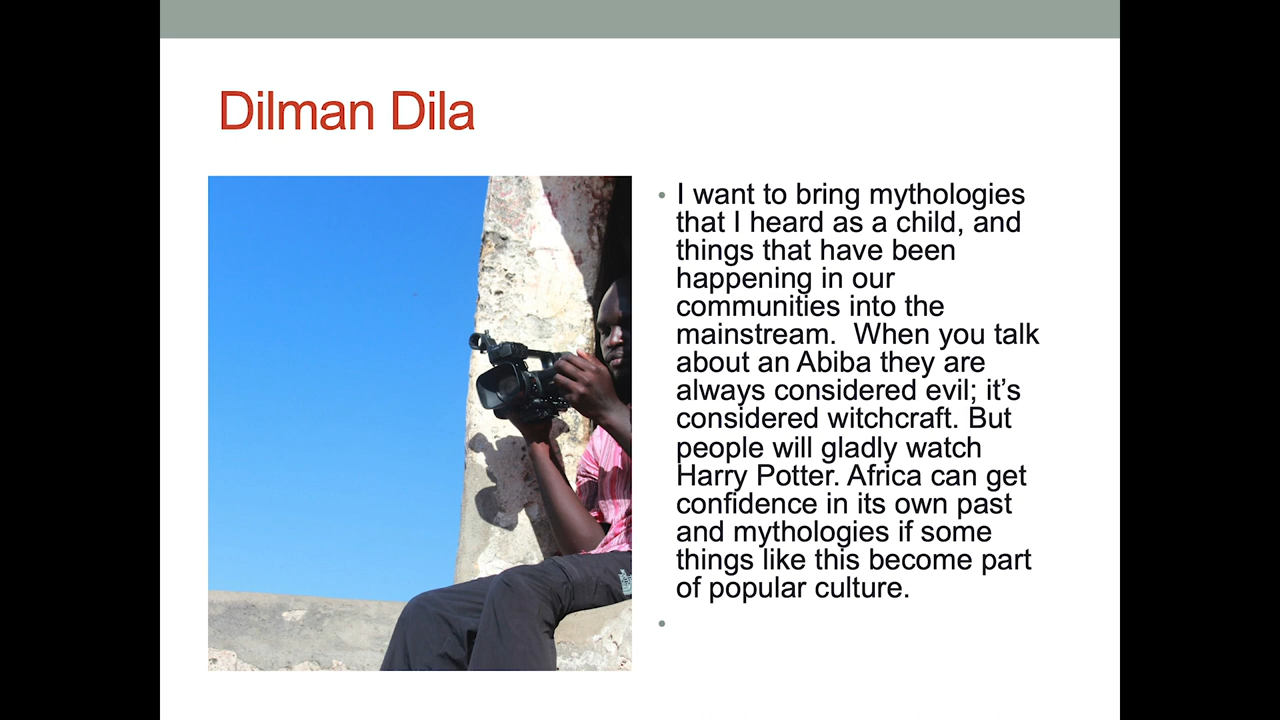 Dilman Dila
• I want to bring mythologies
that I heard as a child, and
things that have been
happening in our
communities into the
mainstream.  When you talk
about an Abiba they are
always considered evil; it’s
considered witchcraft. But
people will gladly watch
Harry Potter. Africa can get
confidence in its own past
and mythologies if some
things like this become part
of popular culture.
•